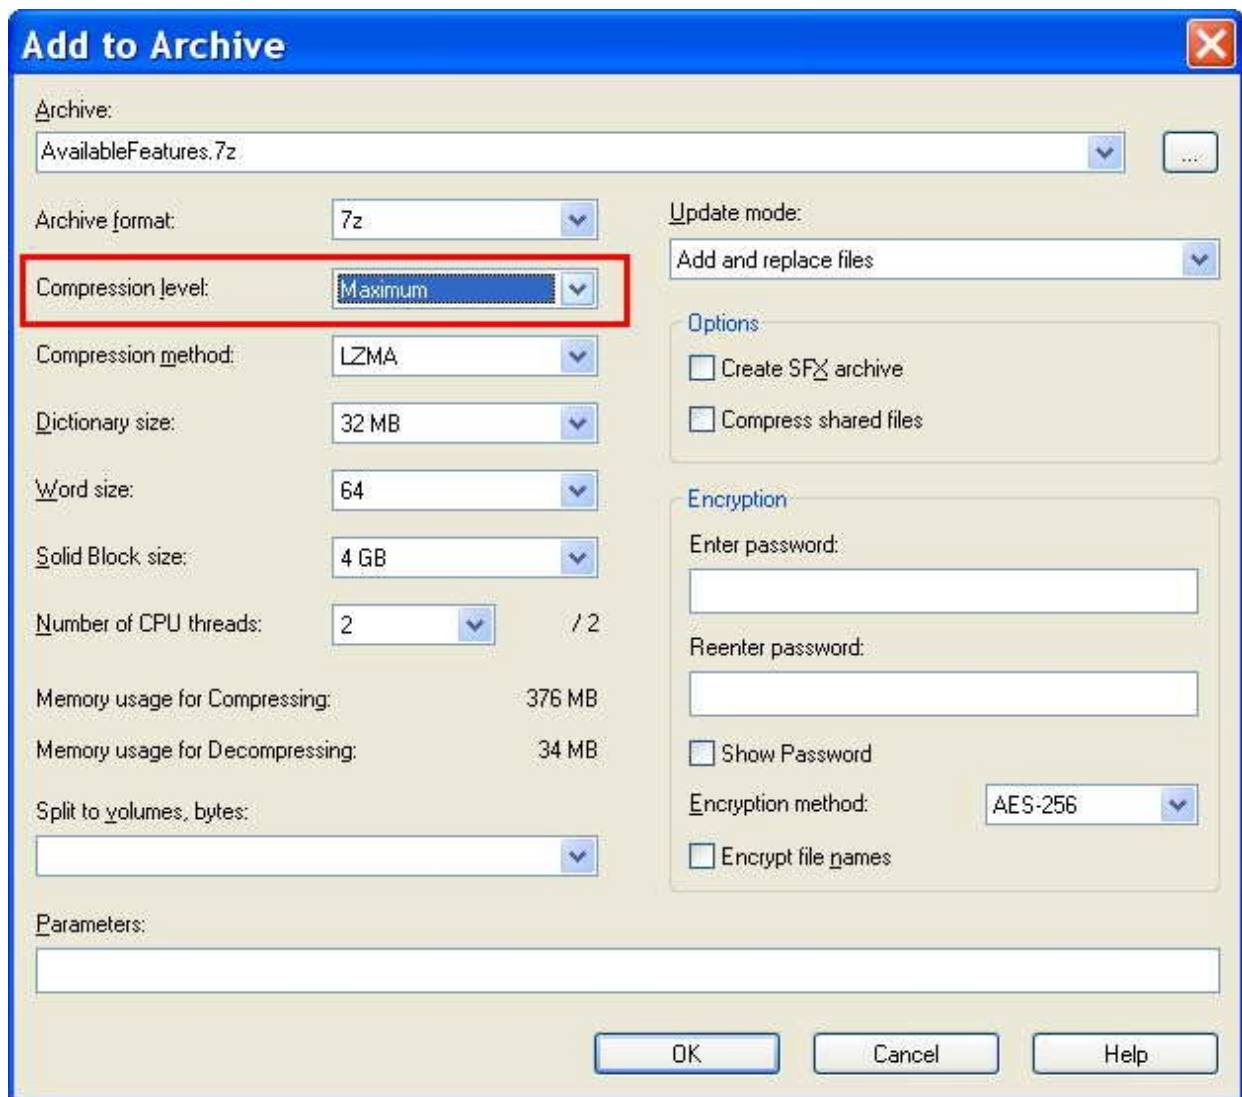 Add to Archive
Archive:
AvailableFeatures.7z
...
Archive format:
7z
Compression level:
Maximum
Compression method:
LZMA
Dictionary size:
32 MB
Word size:
64
Solid Block size:
4 GB
Number of CPU threads:
2
/ 2
Memory usage for Compressing:
376 MB
Memory usage for Decompressing:
34 MB
Split to volumes, bytes:
Update mode:
Add and replace files
Options
Create SFX archive
Compress shared files
Encryption
Enter password:
Reenter password:
Show Password
Encryption method:
AES-256
Encrypt file names
Parameters:
OK
Cancel
Help